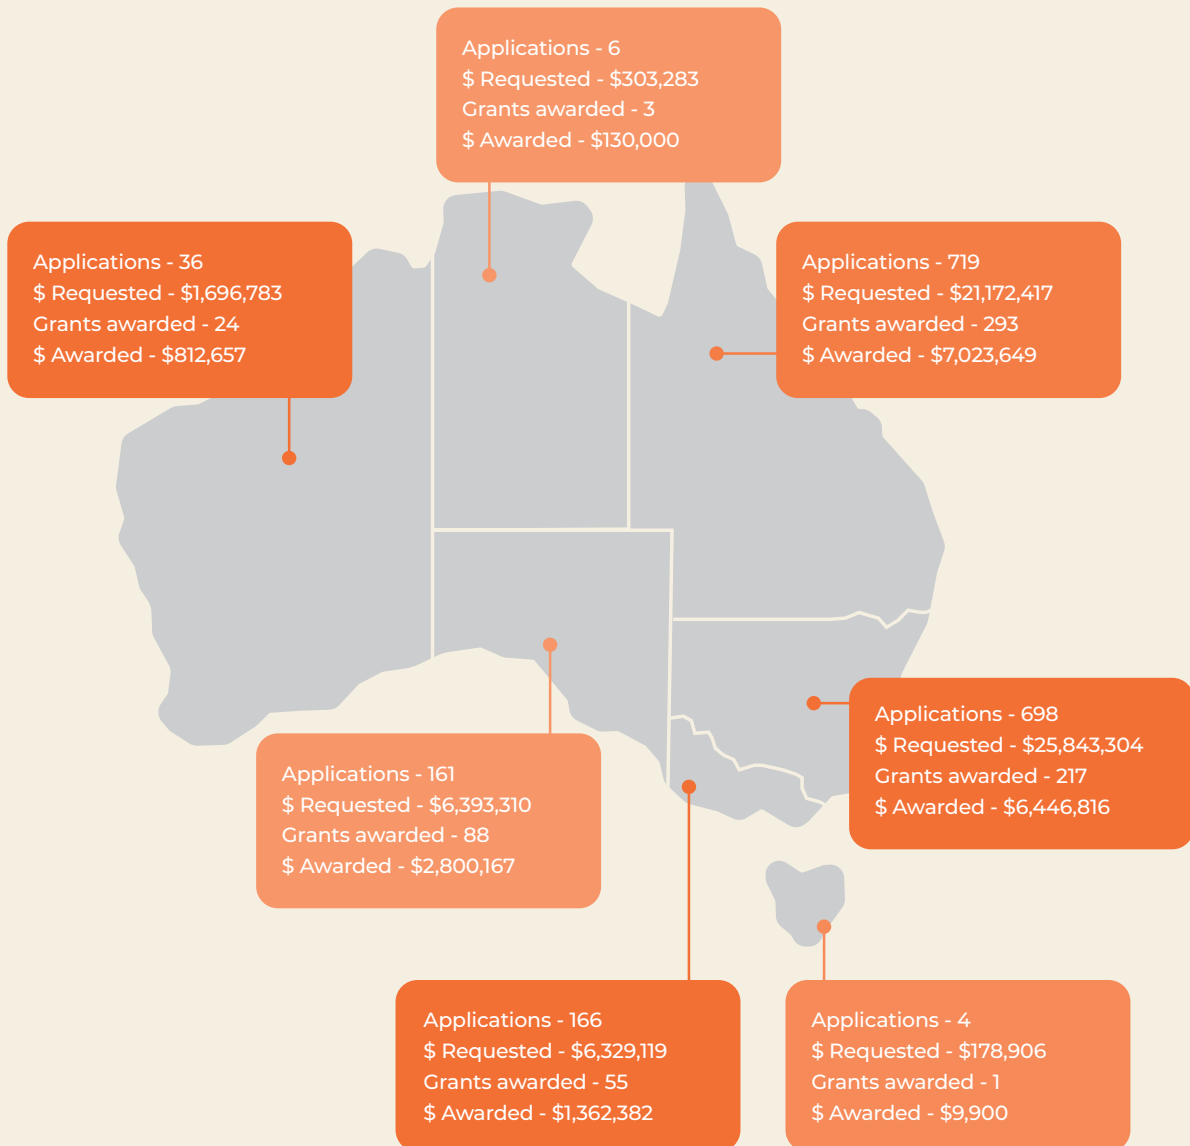 Applications - 6
$ Requested - $303,283
Grants awarded - 3
$ Awarded - $130,000
Applications - 36
$ Requested - $1,696,783
Grants awarded - 24
$ Awarded - $812,657
Applications - 719
$ Requested - $21,172,417
Grants awarded - 293
$ Awarded - $7,023,649
Applications - 698
$ Requested - $25,843,304
Grants awarded - 217
$ Awarded - $6,446,816
Applications - 161
$ Requested - $6,393,310
Grants awarded - 88
$ Awarded - $2,800,167
Applications - 166
$ Requested - $6,329,119
Grants awarded - 55
$ Awarded - $1,362,382
Applications - 4
$ Requested - $178,906
Grants awarded - 1
$ Awarded - $9,900